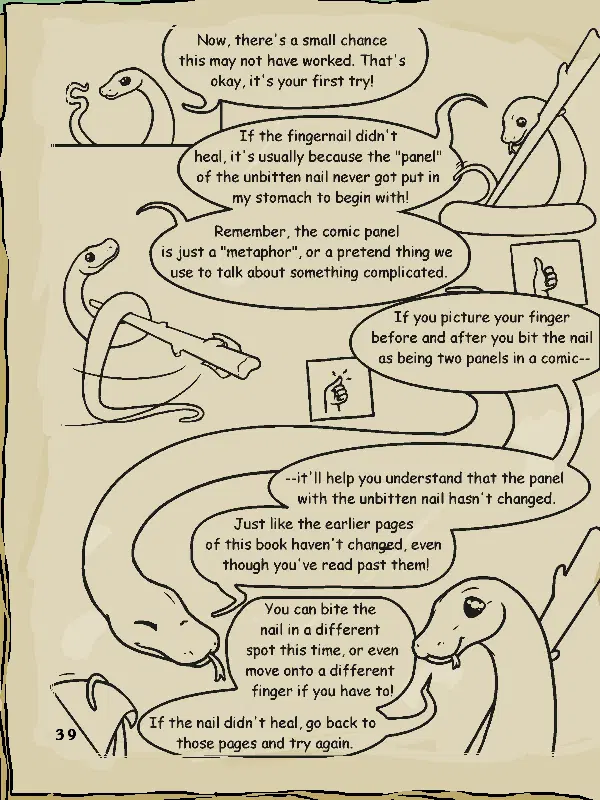 Now, there's a small chance
this may not have worked. That's
okay, it's your first try!
If the fingernail didn't
heal, it's usually because the "panel"
of the unbitten nail never got put in
my stomach to begin with!
Remember, the comic panel
is just a "metaphor", or a pretend thing we
use to talk about something complicated.
If you picture your finger
before and after you bit the nail
as being two panels in a comic--
--it'll help you understand that the panel
with the unbitten nail hasn't changed.
Just like the earlier pages
of this book haven't changed, even
though you've read past them!
You can bite the
nail in a different
spot this time, or even
move onto a different
finger if you have to!
If the nail didn't heal, go back to
those pages and try again.
39